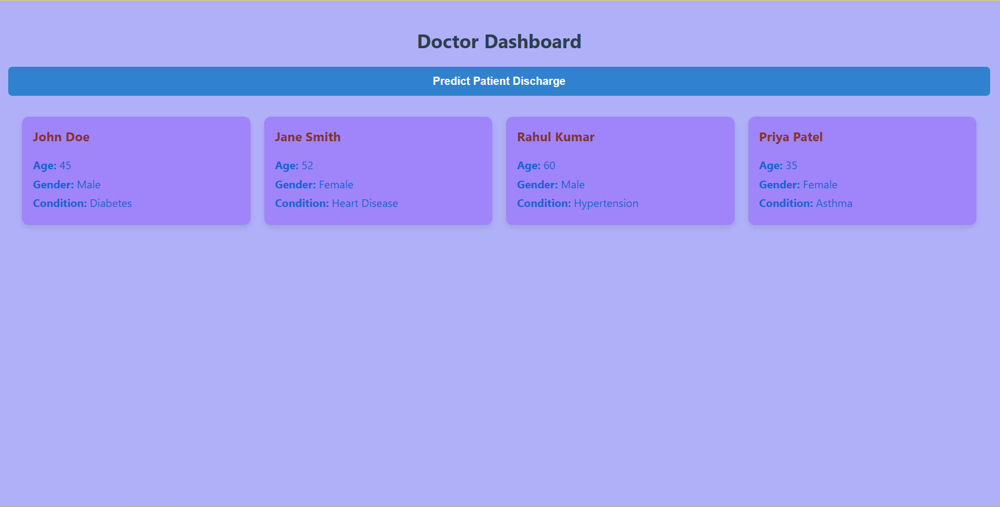 Doctor Dashboard
Predict Patient Discharge
John Doe
Age: 45
Gender: Male
Condition: Diabetes
Jane Smith
Age: 52
Gender: Female
Condition: Heart Disease
Rahul Kumar
Age: 60
Gender: Male
Condition: Hypertension
Priya Patel
Age: 35
Gender: Female
Condition: Asthma